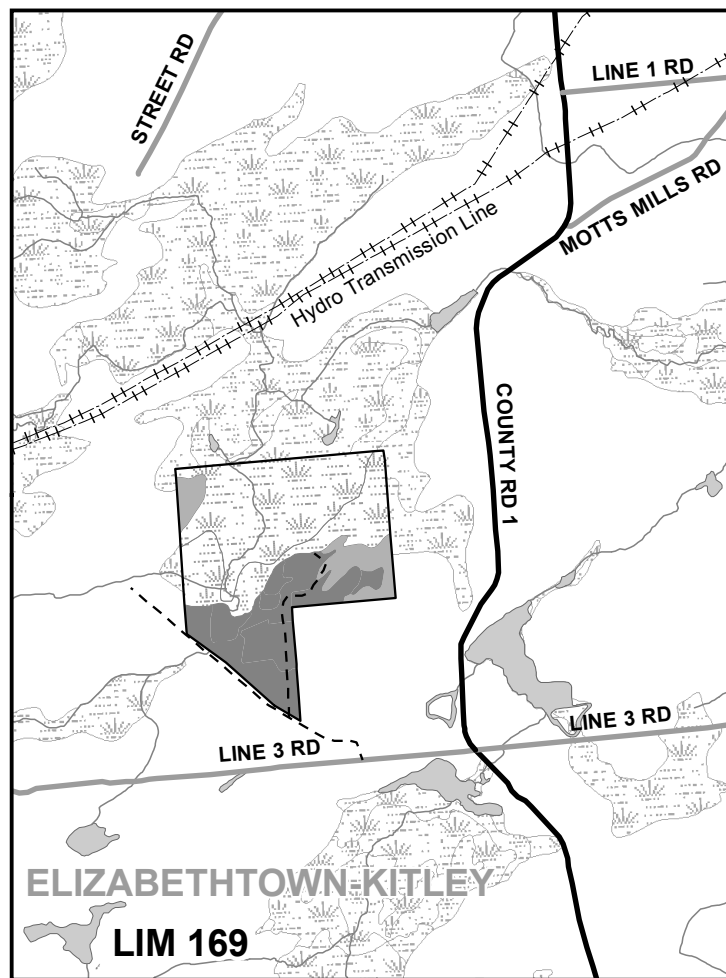 STREET RD
LINE 1 RD
MOTTS MILLS RD
Hydro Transmission Line
COUNTY RD 1
LINE 3 RD
LINE 3 RD
ELIZABETHTOWN-KITLEY
LIM 169